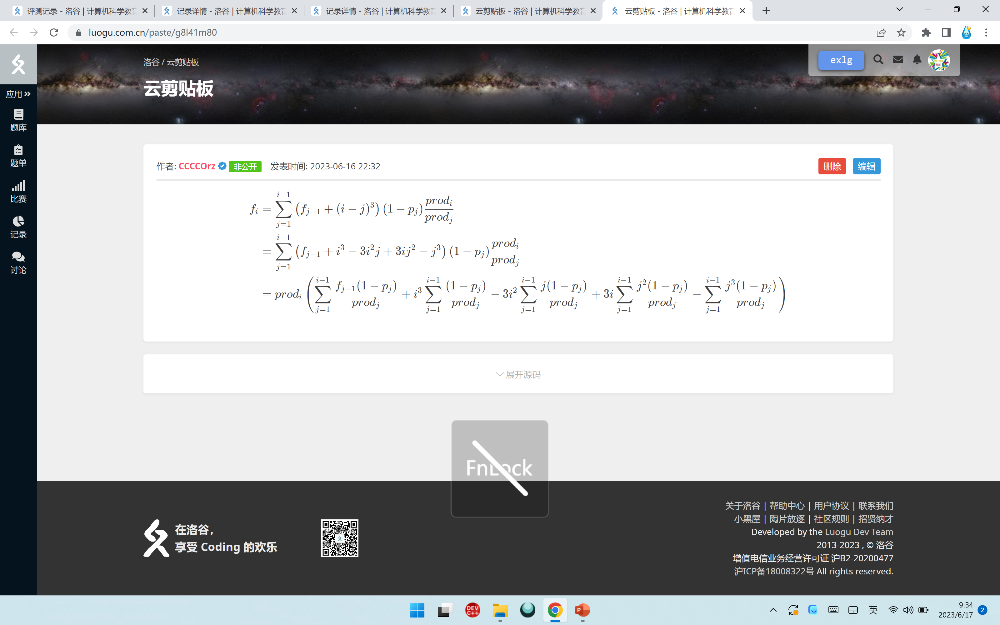 评测记录 - 洛谷 | 计算机科学教育
记录详情 - 洛谷 | 计算机科学教育
记录详情 - 洛谷 | 计算机科学教育
云剪贴板 - 洛谷 | 计算机科学教育
云剪贴板 - 洛谷 | 计算机科学教育
luogu.com.cn/paste/g8l41m80
洛谷 / 云剪贴板
exlg
云剪贴板
应用
题库
题单
比赛
记录
讨论
作者: CCCCOrz 非公开 发表时间: 2023-06-16 22:32 删除 编辑
f_i = \sum_{j=1}^{i-1} (f_{j-1} + (i-j)^3) (1-p_j) \frac{prod_i}{prod_j}
= \sum_{j=1}^{i-1} (f_{j-1} + i^3 - 3i^2j + 3ij^2 - j^3) (1-p_j) \frac{prod_i}{prod_j}
= prod_i \left( \sum_{j=1}^{i-1} \frac{f_{j-1}(1-p_j)}{prod_j} + i^3 \sum_{j=1}^{i-1} \frac{(1-p_j)}{prod_j} - 3i^2 \sum_{j=1}^{i-1} \frac{j(1-p_j)}{prod_j} + 3i \sum_{j=1}^{i-1} \frac{j^2(1-p_j)}{prod_j} - \sum_{j=1}^{i-1} \frac{j^3(1-p_j)}{prod_j} \right)
展开源码
FnLock
在洛谷,
享受 Coding 的欢乐
关于洛谷 | 帮助中心 | 用户协议 | 联系我们
小黑屋 | 陶片放逐 | 社区规则 | 招贤纳才
Developed by the Luogu Dev Team
2013-2023 , © 洛谷
增值电信业务经营许可证 沪B2-20200477
沪ICP备18008322号 All rights reserved.
DEV
C++
P
英
9:34
2023/6/17
2